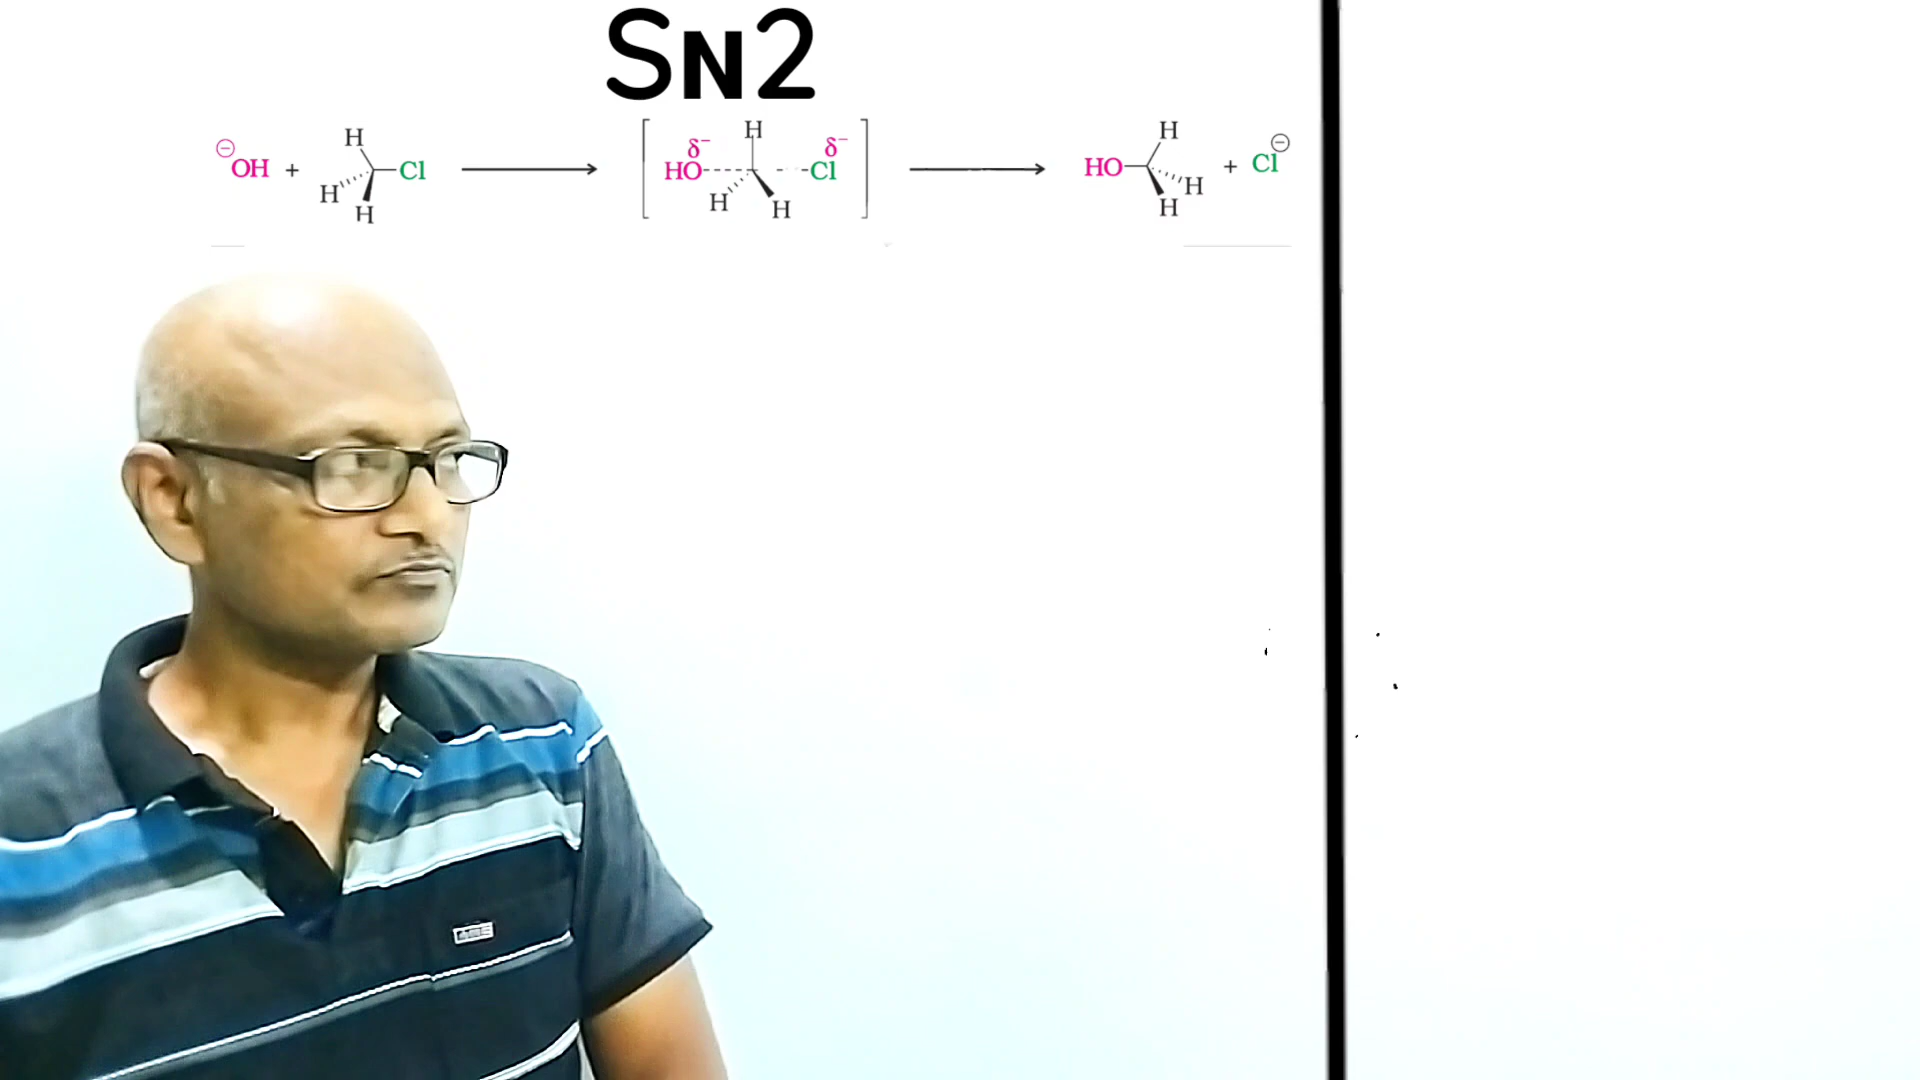 SN2
⊖OH + H H H Cl ⟶ [ HO δ⁻ H H H Cl δ⁻ ] ⟶ HO H H H + Cl⊖